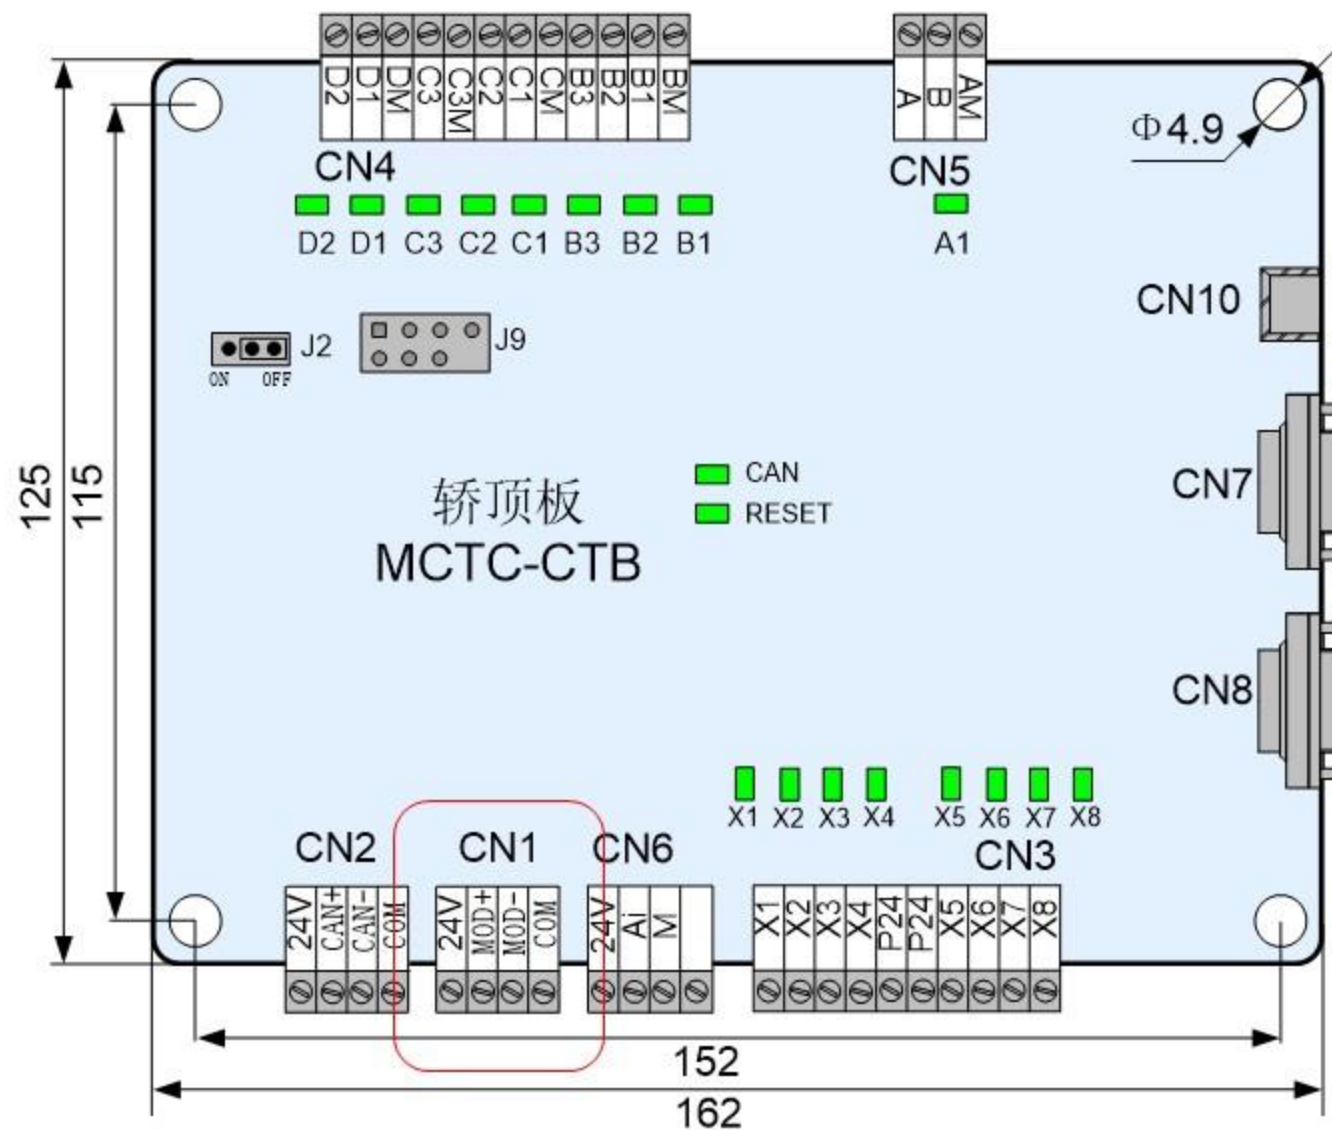 D2 D1 DM C3 C3M C2 C1 CM B3 B2 B1 BM
A B AM
CN4
CN5
Φ4.9
D2 D1 C3 C2 C1 B3 B2 B1
A1
CN10
J2
J9
ON OFF
125
115
CAN
RESET
CN7
轿顶板
MCTC-CTB
CN8
X1 X2 X3 X4 X5 X6 X7 X8
CN2
CN1
CN6
CN3
24V CAN+ CAN- COM
24V MOD+ MOD- COM
24V Ai M
X1 X2 X3 X4 P24 P24 X5 X6 X7 X8
152
162